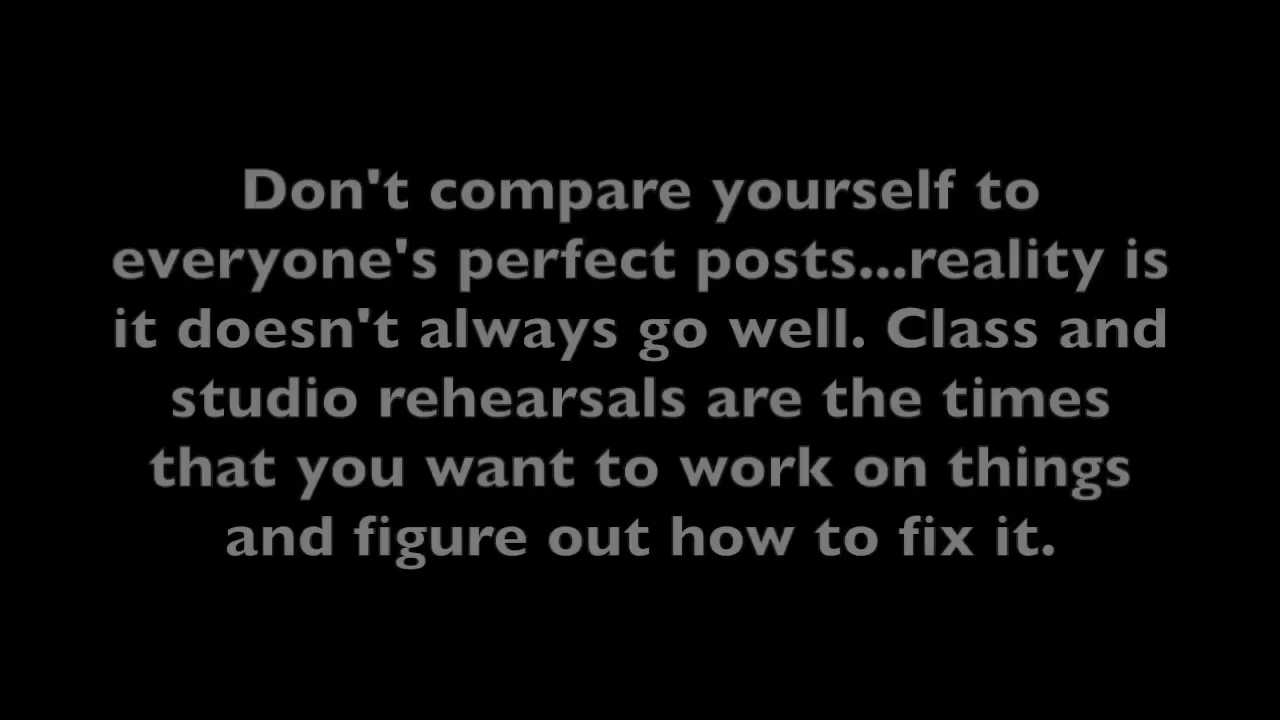 Don't compare yourself to
everyone's perfect posts...reality is
it doesn't always go well. Class and
studio rehearsals are the times
that you want to work on things
and figure out how to fix it.